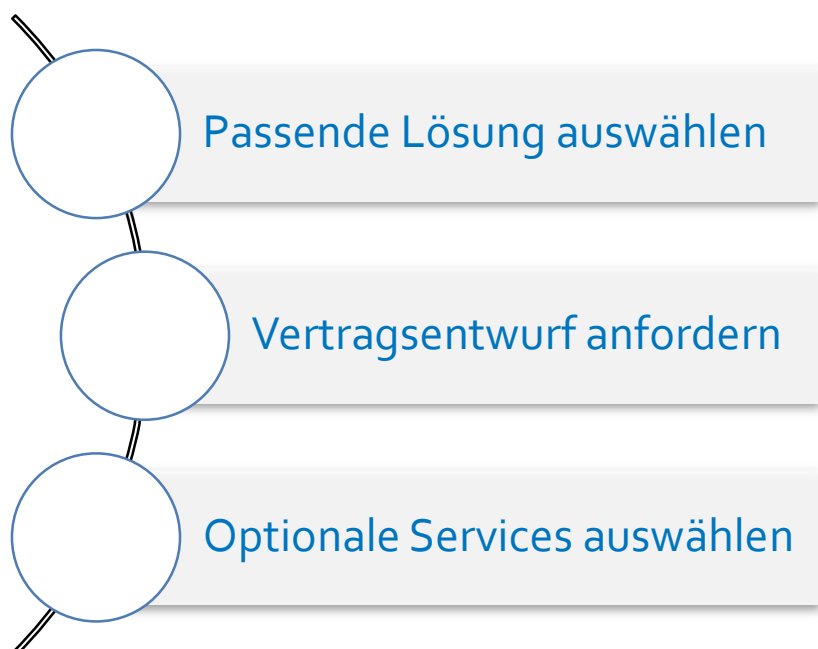 Passende Lösung auswählen
Vertragsentwurf anfordern
Optionale Services auswählen